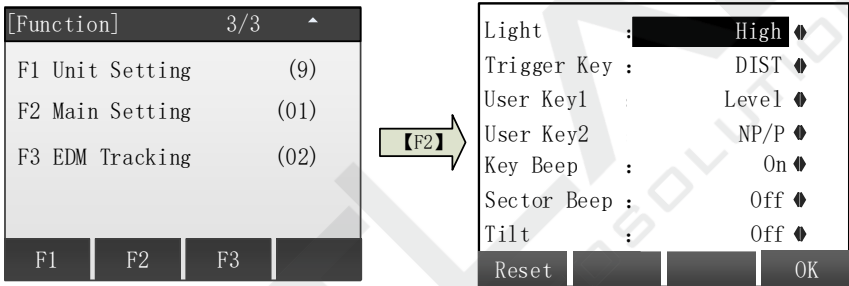 [Function] 3/3
F1 Unit Setting (9)
F2 Main Setting (01)
F3 EDM Tracking (02)
F1 F2 F3
【F2】
Light : High
Trigger Key : DIST
User Key1 : Level
User Key2 NP/P
Key Beep : On
Sector Beep : Off
Tilt : Off
Reset OK